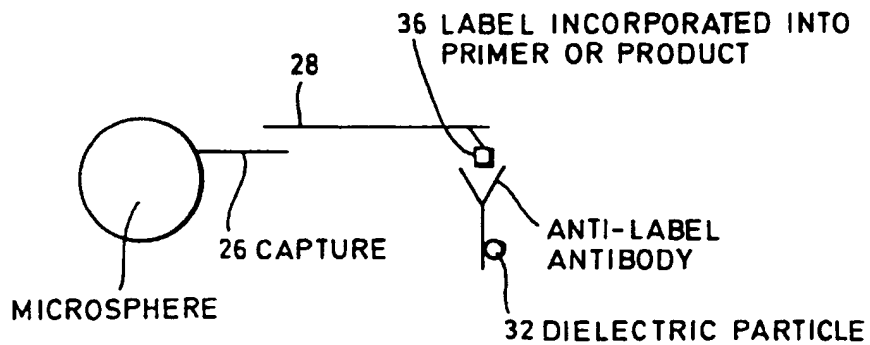 36 LABEL INCORPORATED INTO
PRIMER OR PRODUCT
28
26 CAPTURE
ANTI-LABEL
ANTIBODY
MICROSPHERE
32 DIELECTRIC PARTICLE